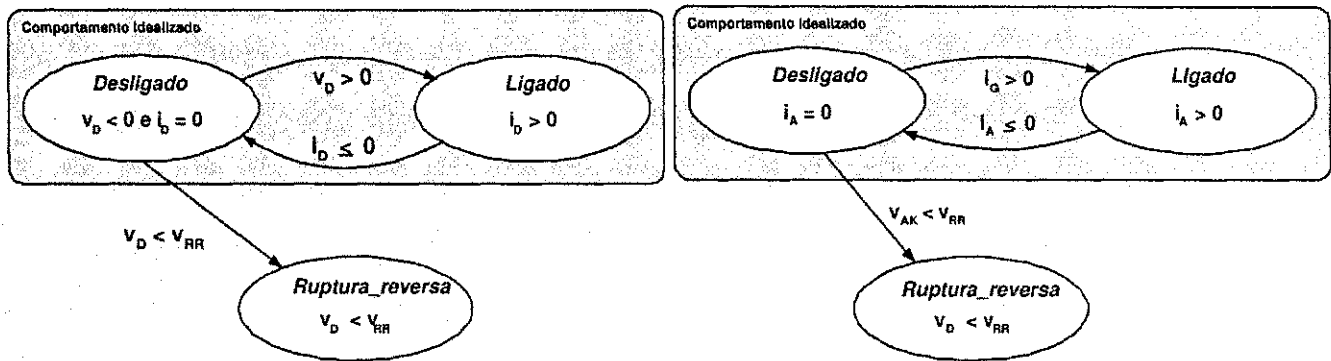 Comportamento Idealizado
Desligado
v_D < 0 e i_D = 0
v_D > 0
i_D ≤ 0
Ligado
i_D > 0
v_D < v_RR
Ruptura_reversa
v_D < v_RR
Comportamento Idealizado
Desligado
i_A = 0
i_G > 0
i_A ≤ 0
Ligado
i_A > 0
v_AK < v_RR
Ruptura_reversa
v_D < v_RR